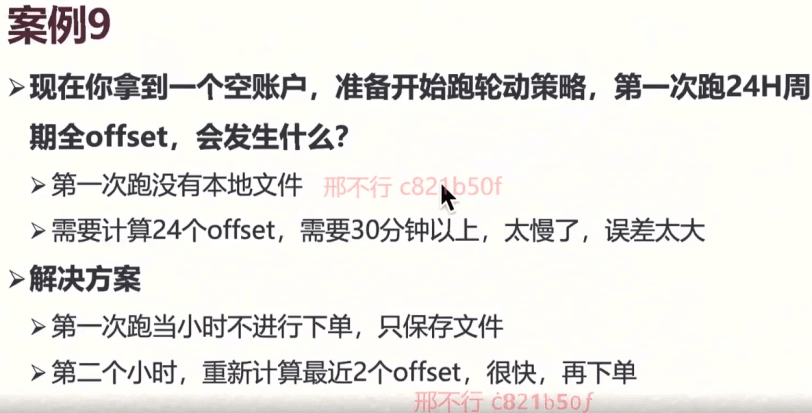 案例9
➢现在你拿到一个空账户，准备开始跑轮动策略，第一次跑24H周
期全offset，会发生什么？
➢第一次跑没有本地文件 邢不行 c821b50f
➢需要计算24个offset，需要30分钟以上，太慢了，误差太大
➢解决方案
➢第一次跑当小时不进行下单，只保存文件
➢第二个小时，重新计算最近2个offset，很快，再下单
邢不行 c821b50f